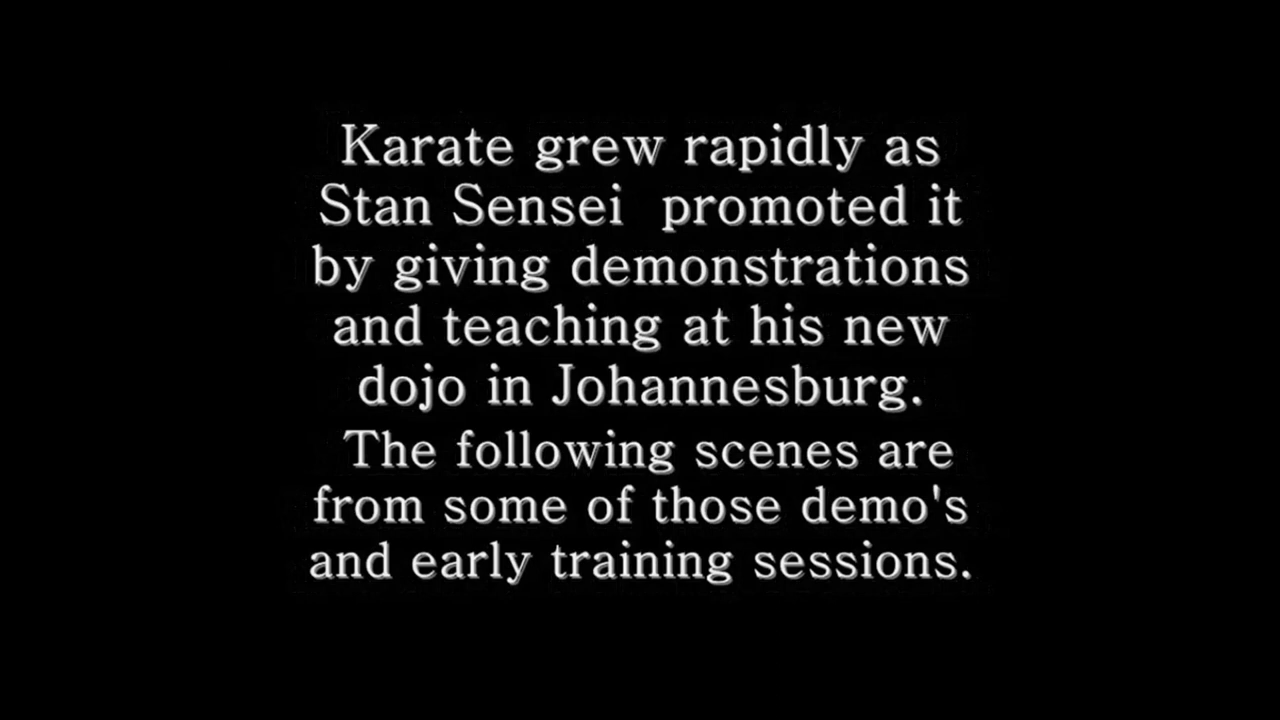 Karate grew rapidly as
Stan Sensei promoted it
by giving demonstrations
and teaching at his new
dojo in Johannesburg.
The following scenes are
from some of those demo's
and early training sessions.